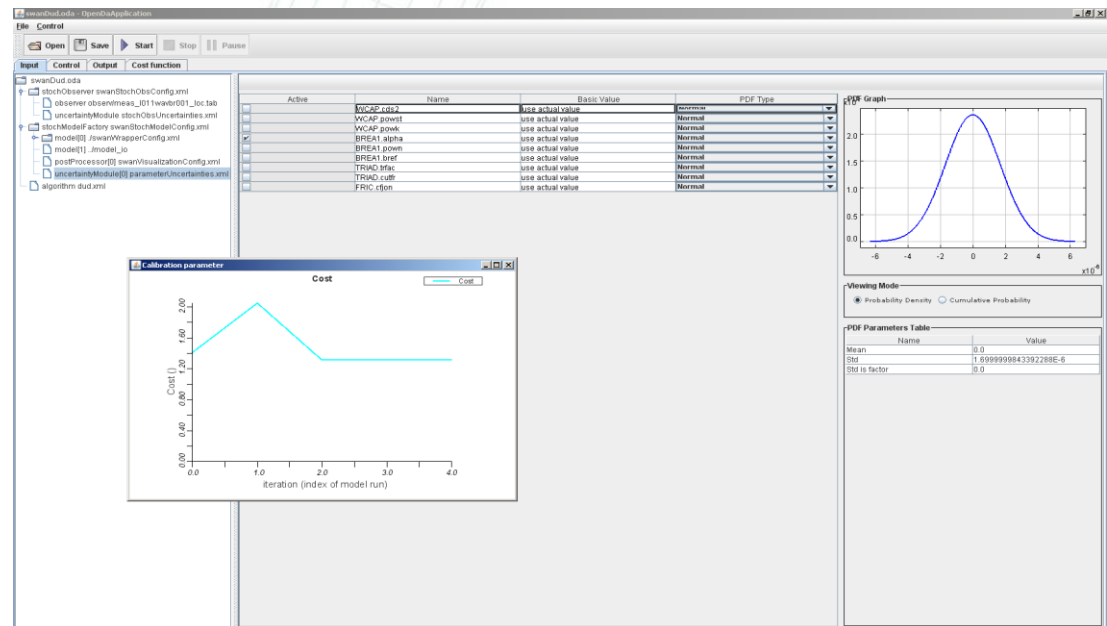 swanDud.oda - OpenDaApplication
File Control
Open Save Start Stop Pause
Input Control Output Cost function
swanDud.oda
stochObserver swanStochObsConfig.xml
observer observ/meas_l011wavbr001_loc.tab
uncertaintyModule stochObsUncertainties.xml
stochModelFactory swanStochModelConfig.xml
model[0] ./swanWrapperConfig.xml
model[1] ../model_io
postProcessor[0] swanVisualizationConfig.xml
uncertaintyModule[0] parameterUncertainties.xml
algorithm dud.xml
Active Name Basic Value PDF Type
WCAP.cds2 use actual value Normal
WCAP.powst use actual value Normal
WCAP.powk use actual value Normal
BREA1.alpha use actual value Normal
BREA1.pown use actual value Normal
BREA1.bref use actual value Normal
TRIAD.trfac use actual value Normal
TRIAD.cutfr use actual value Normal
FRIC.cfjon use actual value Normal
PDF Graph
2.0
1.5
1.0
0.5
0.0
-6 -4 -2 0 2 4 6
x10
Viewing Mode
Probability Density Cumulative Probability
PDF Parameters Table
Name Value
Mean 0.0
Std 1.6999999843392288E-6
Std is factor 0.0
Calibration parameter
Cost
Cost
2.00
1.60
1.20
0.80
0.40
0.00
Cost ()
0.0 1.0 2.0 3.0 4.0
iteration (index of model run)